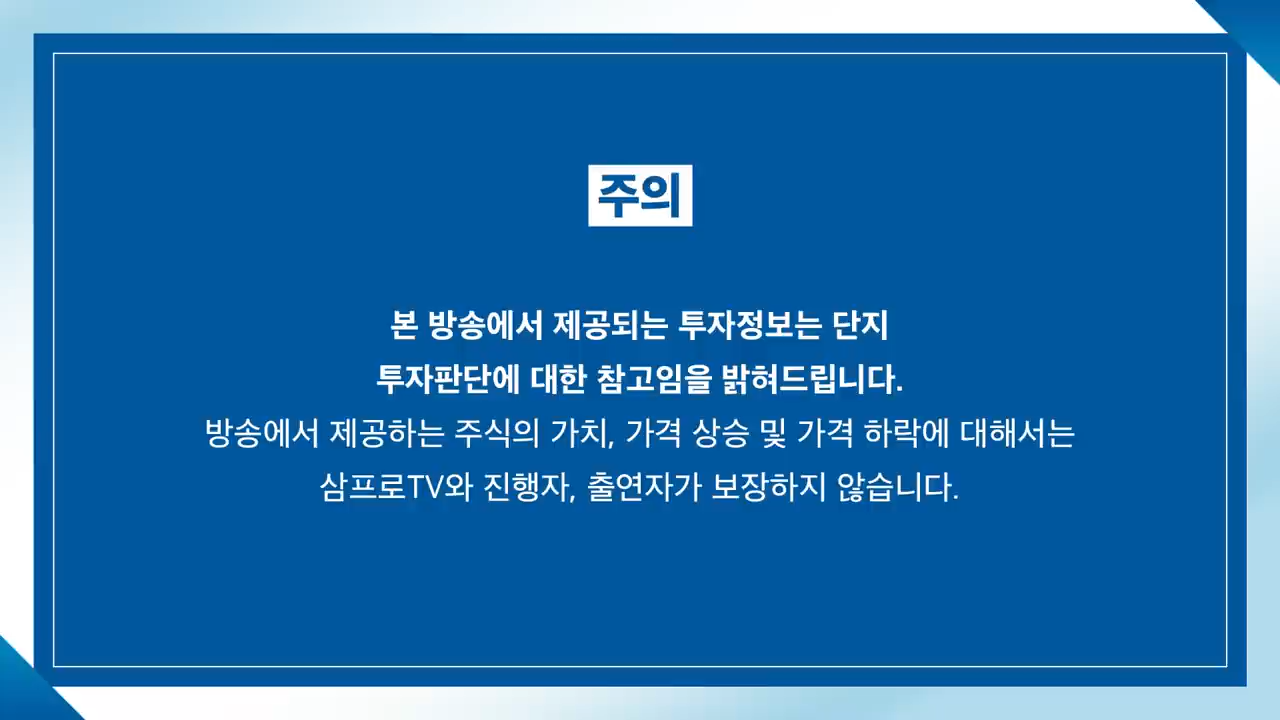 주의
본 방송에서 제공되는 투자정보는 단지
투자판단에 대한 참고임을 밝혀드립니다.
방송에서 제공하는 주식의 가치, 가격 상승 및 가격 하락에 대해서는
삼프로TV와 진행자, 출연자가 보장하지 않습니다.